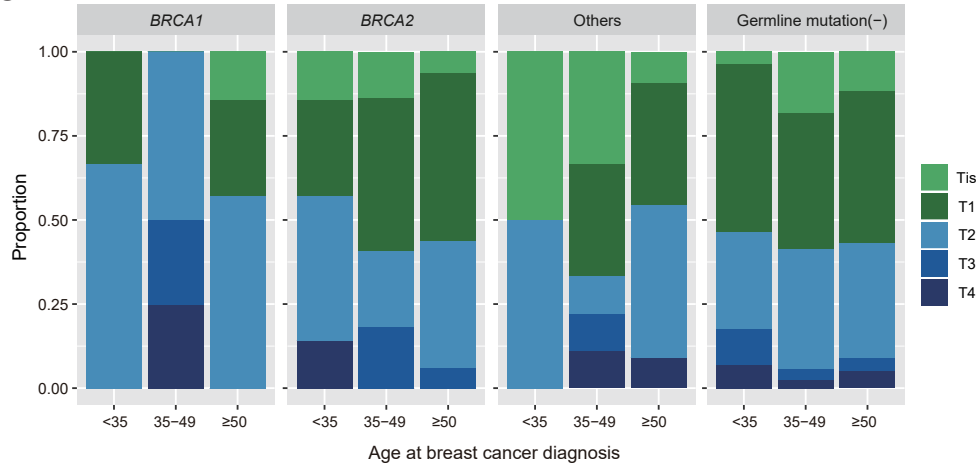 BRCA1 BRCA2 Others Germline mutation(-)
1.00
0.75
0.50
0.25
0.00
Proportion
<35 35-49 ≥50 <35 35-49 ≥50 <35 35-49 ≥50 <35 35-49 ≥50
Age at breast cancer diagnosis
Tis
T1
T2
T3
T4